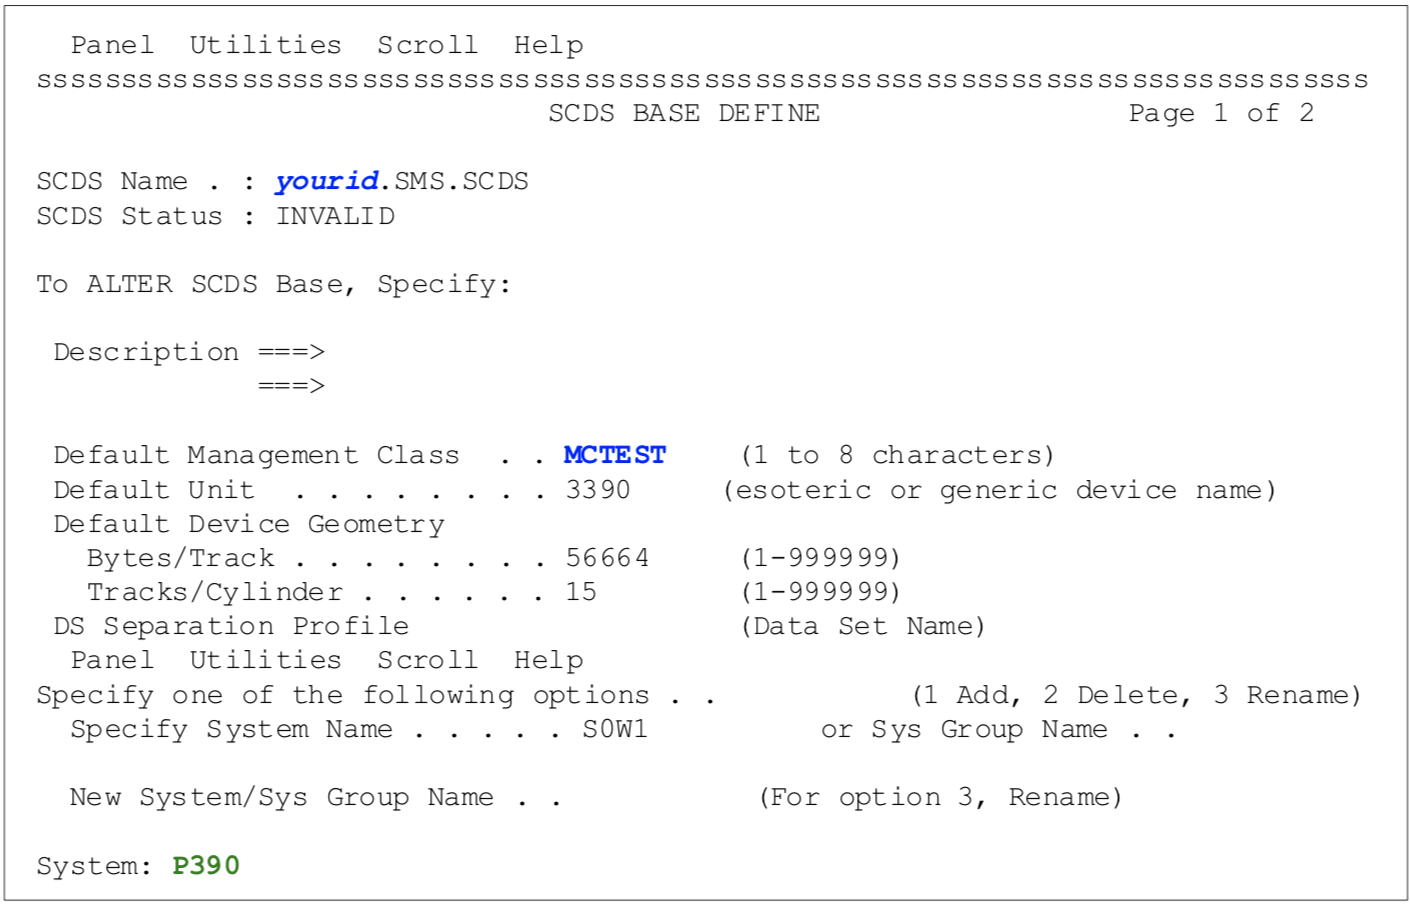 Panel  Utilities  Scroll  Help
ssssssssssssssssssssssssssssssssssssssssssssssssssssssssssssssssssssssssssssss
SCDS BASE DEFINE                  Page 1 of 2
SCDS Name . : yourid.SMS.SCDS
SCDS Status : INVALID
To ALTER SCDS Base, Specify:
Description ===>
===>
Default Management Class  . . MCTEST    (1 to 8 characters)
Default Unit  . . . . . . . . 3390     (esoteric or generic device name)
Default Device Geometry
Bytes/Track . . . . . . . . 56664     (1-999999)
Tracks/Cylinder . . . . . . 15        (1-999999)
DS Separation Profile                   (Data Set Name)
Panel  Utilities  Scroll  Help
Specify one of the following options . .           (1 Add, 2 Delete, 3 Rename)
Specify System Name . . . . . S0W1          or Sys Group Name . .
New System/Sys Group Name . .           (For option 3, Rename)
System: P390